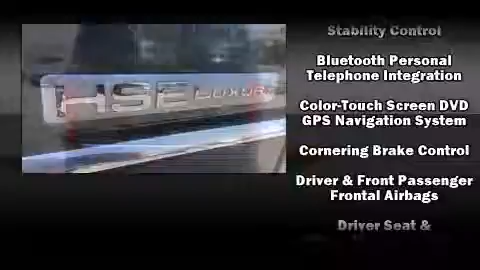 Stability Control
Bluetooth Personal
Telephone Integration
HSE LUXURY
Color-Touch Screen DVD
GPS Navigation System
Cornering Brake Control
Driver & Front Passenger
Frontal Airbags
Driver Seat &